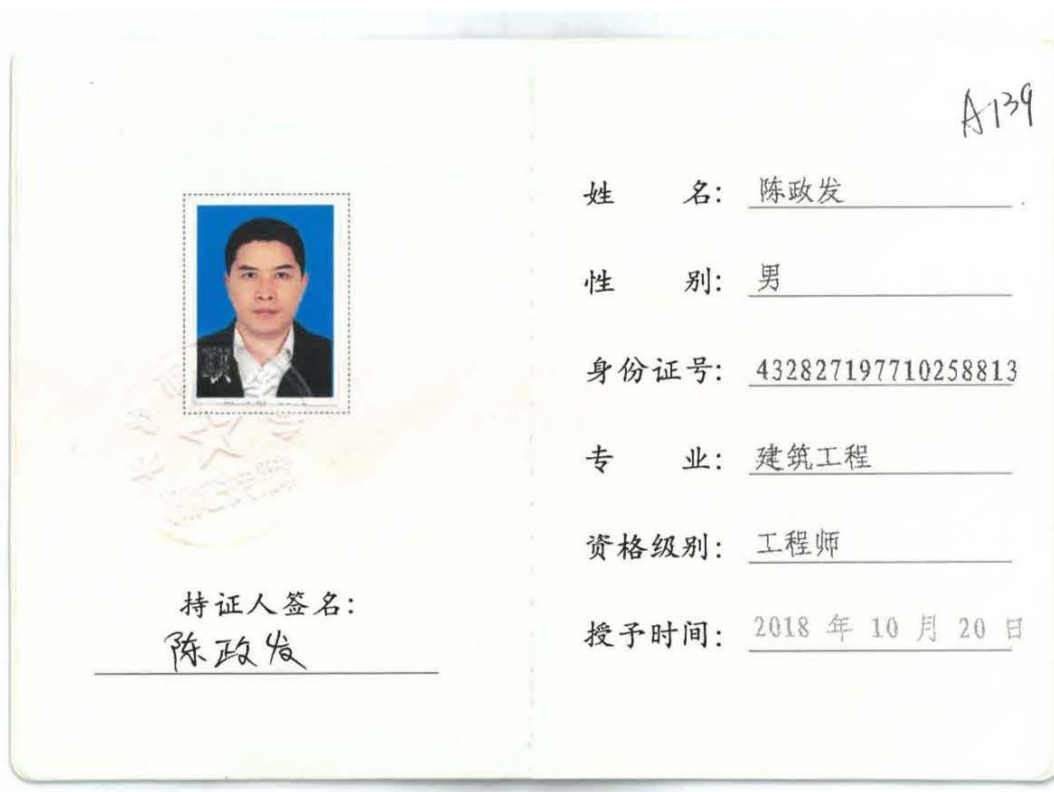 持证人签名：
陈政发
A139
姓 名： 陈政发
性 别： 男
身份证号： 432827197710258813
专 业： 建筑工程
资格级别： 工程师
授予时间： 2018 年 10 月 20 日